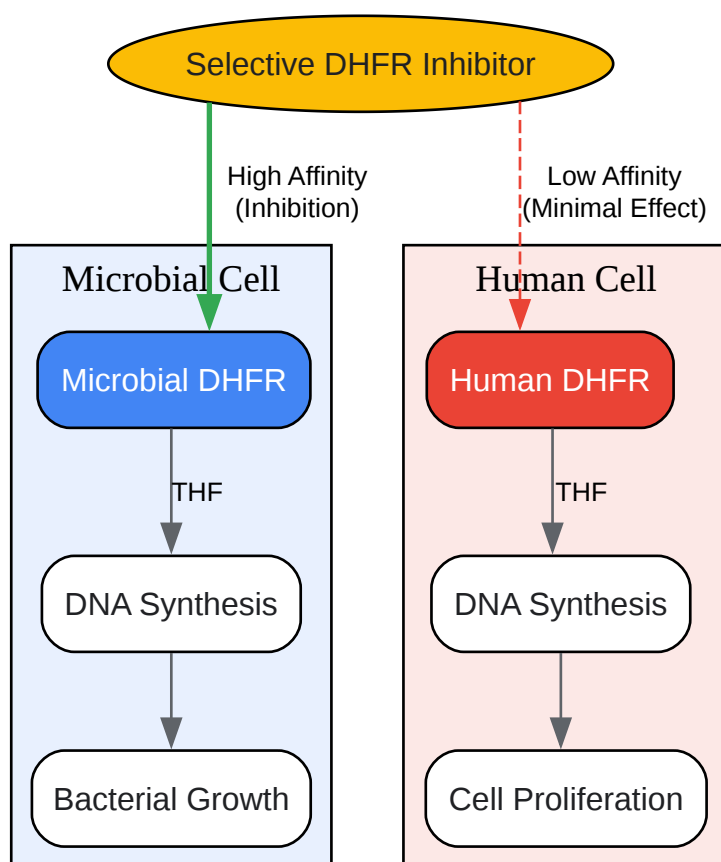 Selective DHFR Inhibitor
High Affinity
(Inhibition)
Low Affinity
(Minimal Effect)
Microbial Cell
Microbial DHFR
THF
DNA Synthesis
Bacterial Growth
Human Cell
Human DHFR
THF
DNA Synthesis
Cell Proliferation